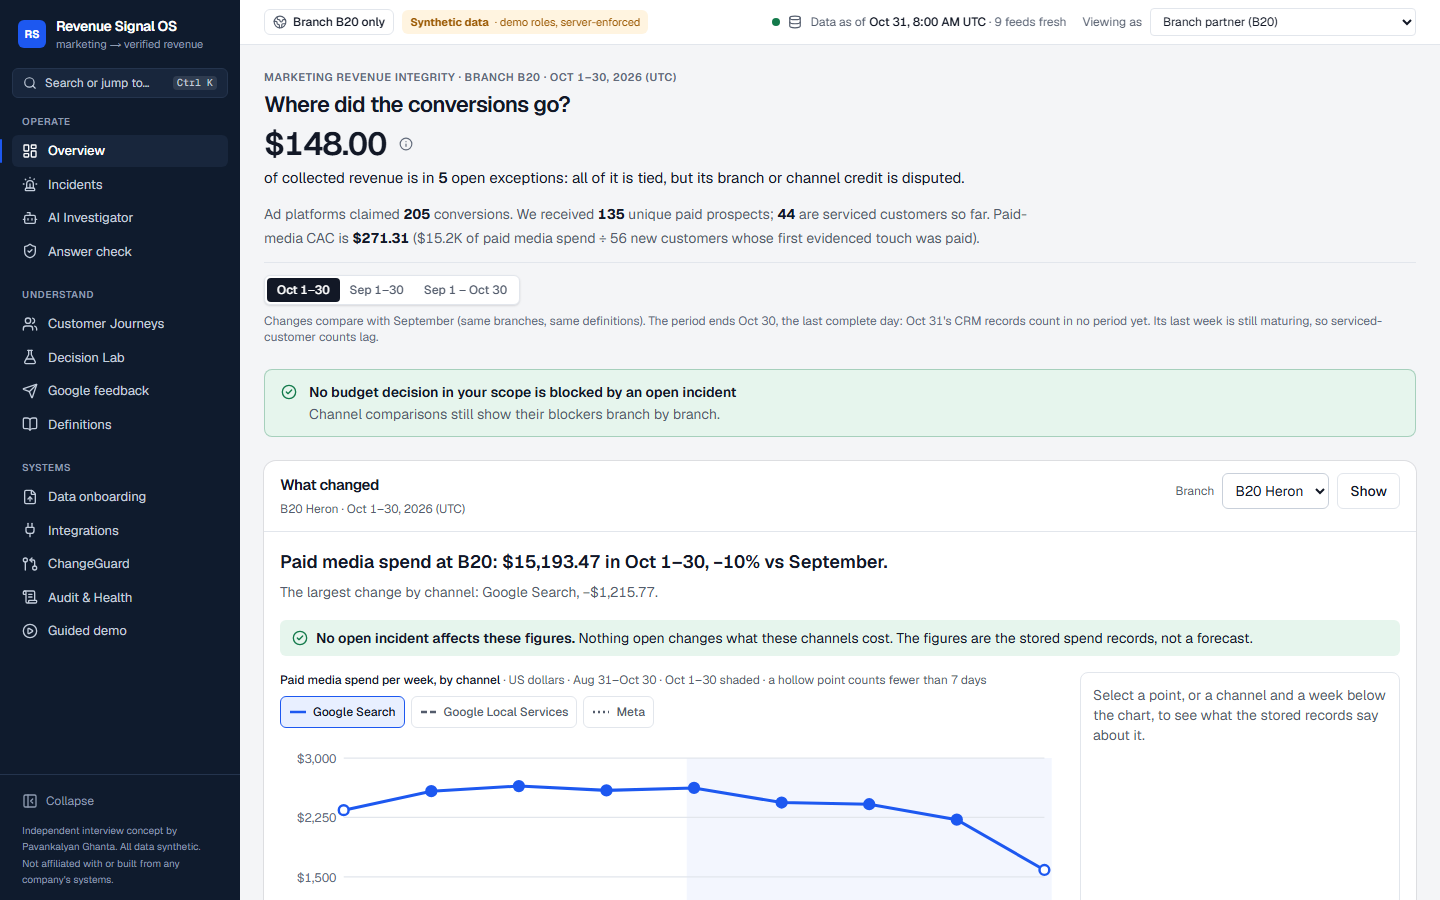 RS
Revenue Signal OS
marketing → verified revenue
Search or jump to... Ctrl K
OPERATE
Overview
Incidents
AI Investigator
Answer check
UNDERSTAND
Customer Journeys
Decision Lab
Google feedback
Definitions
SYSTEMS
Data onboarding
Integrations
ChangeGuard
Audit & Health
Guided demo
Collapse
Independent interview concept by
Pavankalyan Ghanta. All data synthetic.
Not affiliated with or built from any
company's systems.
Branch B20 only
Synthetic data · demo roles, server-enforced
Data as of Oct 31, 8:00 AM UTC · 9 feeds fresh
Viewing as
Branch partner (B20)
MARKETING REVENUE INTEGRITY · BRANCH B20 · OCT 1–30, 2026 (UTC)
Where did the conversions go?
$148.00
of collected revenue is in 5 open exceptions: all of it is tied, but its branch or channel credit is disputed.
Ad platforms claimed 205 conversions. We received 135 unique paid prospects; 44 are serviced customers so far. Paid-
media CAC is $271.31 ($15.2K of paid media spend ÷ 56 new customers whose first evidenced touch was paid).
Oct 1–30 Sep 1–30 Sep 1 – Oct 30
Changes compare with September (same branches, same definitions). The period ends Oct 30, the last complete day: Oct 31's CRM records count in no period yet. Its last week is still maturing, so serviced-
customer counts lag.
No budget decision in your scope is blocked by an open incident
Channel comparisons still show their blockers branch by branch.
What changed
B20 Heron · Oct 1–30, 2026 (UTC)
Branch
B20 Heron
Show
Paid media spend at B20: $15,193.47 in Oct 1–30, −10% vs September.
The largest change by channel: Google Search, −$1,215.77.
No open incident affects these figures. Nothing open changes what these channels cost. The figures are the stored spend records, not a forecast.
Paid media spend per week, by channel · US dollars · Aug 31–Oct 30 · Oct 1–30 shaded · a hollow point counts fewer than 7 days
Google Search
Google Local Services
Meta
Select a point, or a channel and a week below
the chart, to see what the stored records say
about it.
$3,000
$2,250
$1,500